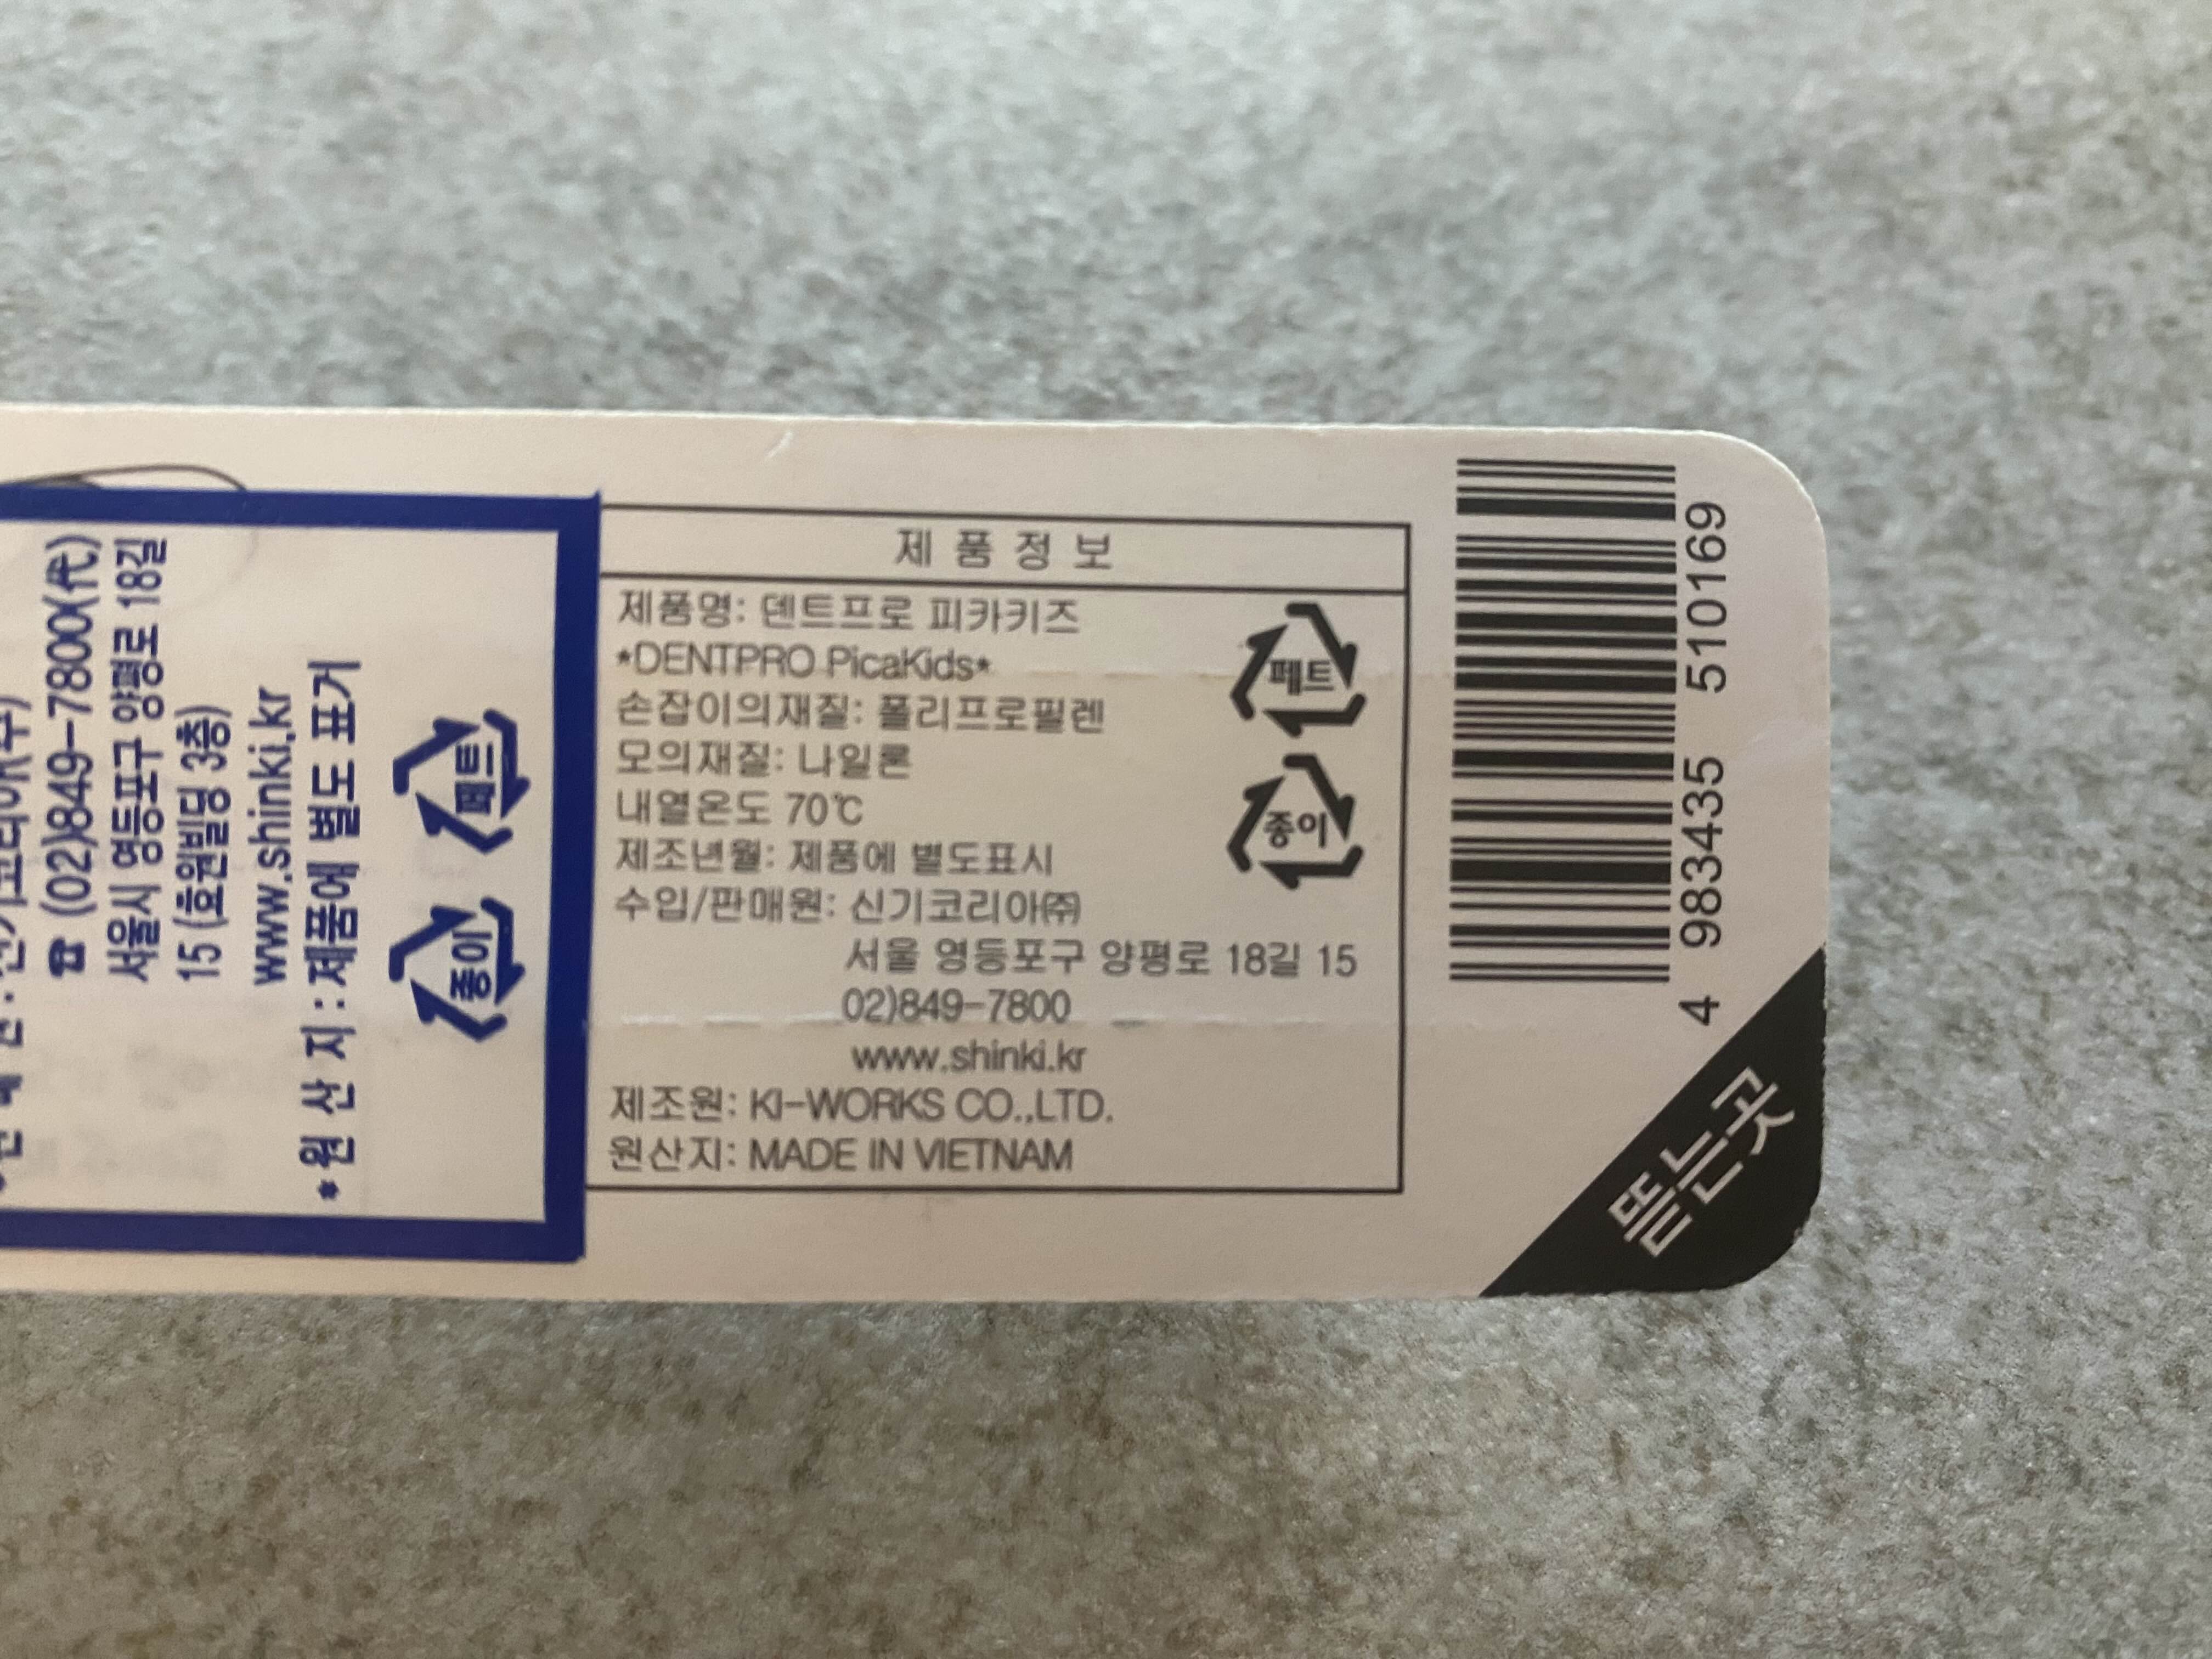 ☎ (02)849-7800(代)
서울시 영등포구 양평로 18길
15 (효원빌딩 3층)
www.shinki.kr
*원 산 지 : 제품에 별도 표거
종이
페트
제 품 정 보
제품명: 덴트프로 피카키즈
*DENTPRO PicaKids*
손잡이의재질: 폴리프로필렌
모의재질: 나일론
내열온도 70℃
제조년월: 제품에 별도표시
수입/판매원: 신기코리아㈜
서울 영등포구 양평로 18길 15
02)849-7800
www.shinki.kr
제조원: KI-WORKS CO.,LTD.
원산지: MADE IN VIETNAM
페트
종이
4 983435 510169
뜯는곳